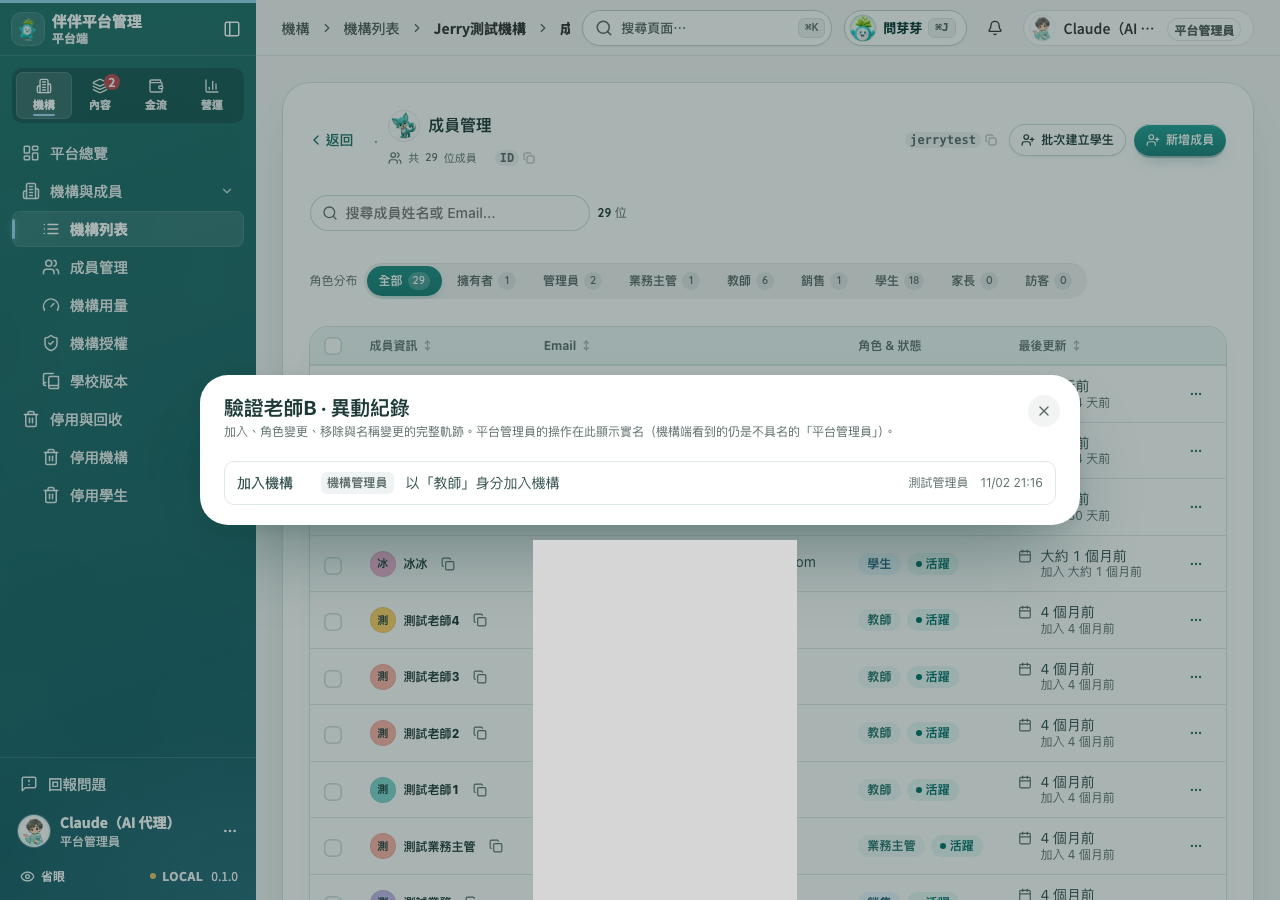 伴伴平台管理
平台端
機構
內容
2
金流
營運
平台總覽
機構與成員
機構列表
成員管理
機構用量
機構授權
學校版本
停用與回收
停用機構
停用學生
回報問題
Claude（AI 代理）
平台管理員
省眼
LOCAL 0.1.0
機構 > 機構列表 > Jerry測試機構 >
搜尋頁面…
⌘K
問芽芽
⌘J
Claude（AI …
平台管理員
返回
·
成員管理
共 29 位成員
ID
jerrytest
批次建立學生
新增成員
搜尋成員姓名或 Email...
29 位
角色分布
全部 29
擁有者 1
管理員 2
業務主管 1
教師 6
銷售 1
學生 18
家長 0
訪客 0
成員資訊
Email
角色 & 狀態
最後更新
驗證老師B · 異動紀錄
加入、角色變更、移除與名稱變更的完整軌跡。平台管理員的操作在此顯示實名（機構端看到的仍是不具名的「平台管理員」）。
加入機構
機構管理員
以「教師」身分加入機構
測試管理員
11/02 21:16
天前
天前
前
0 天前
冰 冰冰
om
學生
活躍
大約 1 個月前
加入 大約 1 個月前
測 測試老師4
教師
活躍
4 個月前
加入 4 個月前
測 測試老師3
教師
活躍
4 個月前
加入 4 個月前
測 測試老師2
教師
活躍
4 個月前
加入 4 個月前
測 測試老師1
教師
活躍
4 個月前
加入 4 個月前
測 測試業務主管
業務主管
活躍
4 個月前
加入 4 個月前
4 個月前